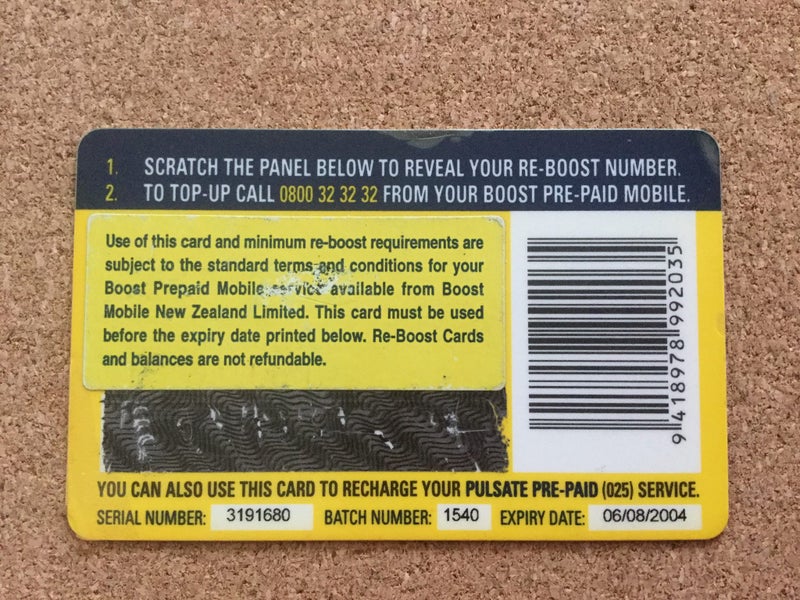 1. SCRATCH THE PANEL BELOW TO REVEAL YOUR RE-BOOST NUMBER.
2. TO TOP-UP CALL 0800 32 32 32 FROM YOUR BOOST PRE-PAID MOBILE.
Use of this card and minimum re-boost requirements are
subject to the standard terms and conditions for your
Boost Prepaid Mobile service available from Boost
Mobile New Zealand Limited. This card must be used
before the expiry date printed below. Re-Boost Cards
and balances are not refundable.
9 418978 992035
YOU CAN ALSO USE THIS CARD TO RECHARGE YOUR PULSATE PRE-PAID (025) SERVICE.
SERIAL NUMBER: 3191680 BATCH NUMBER: 1540 EXPIRY DATE: 06/08/2004